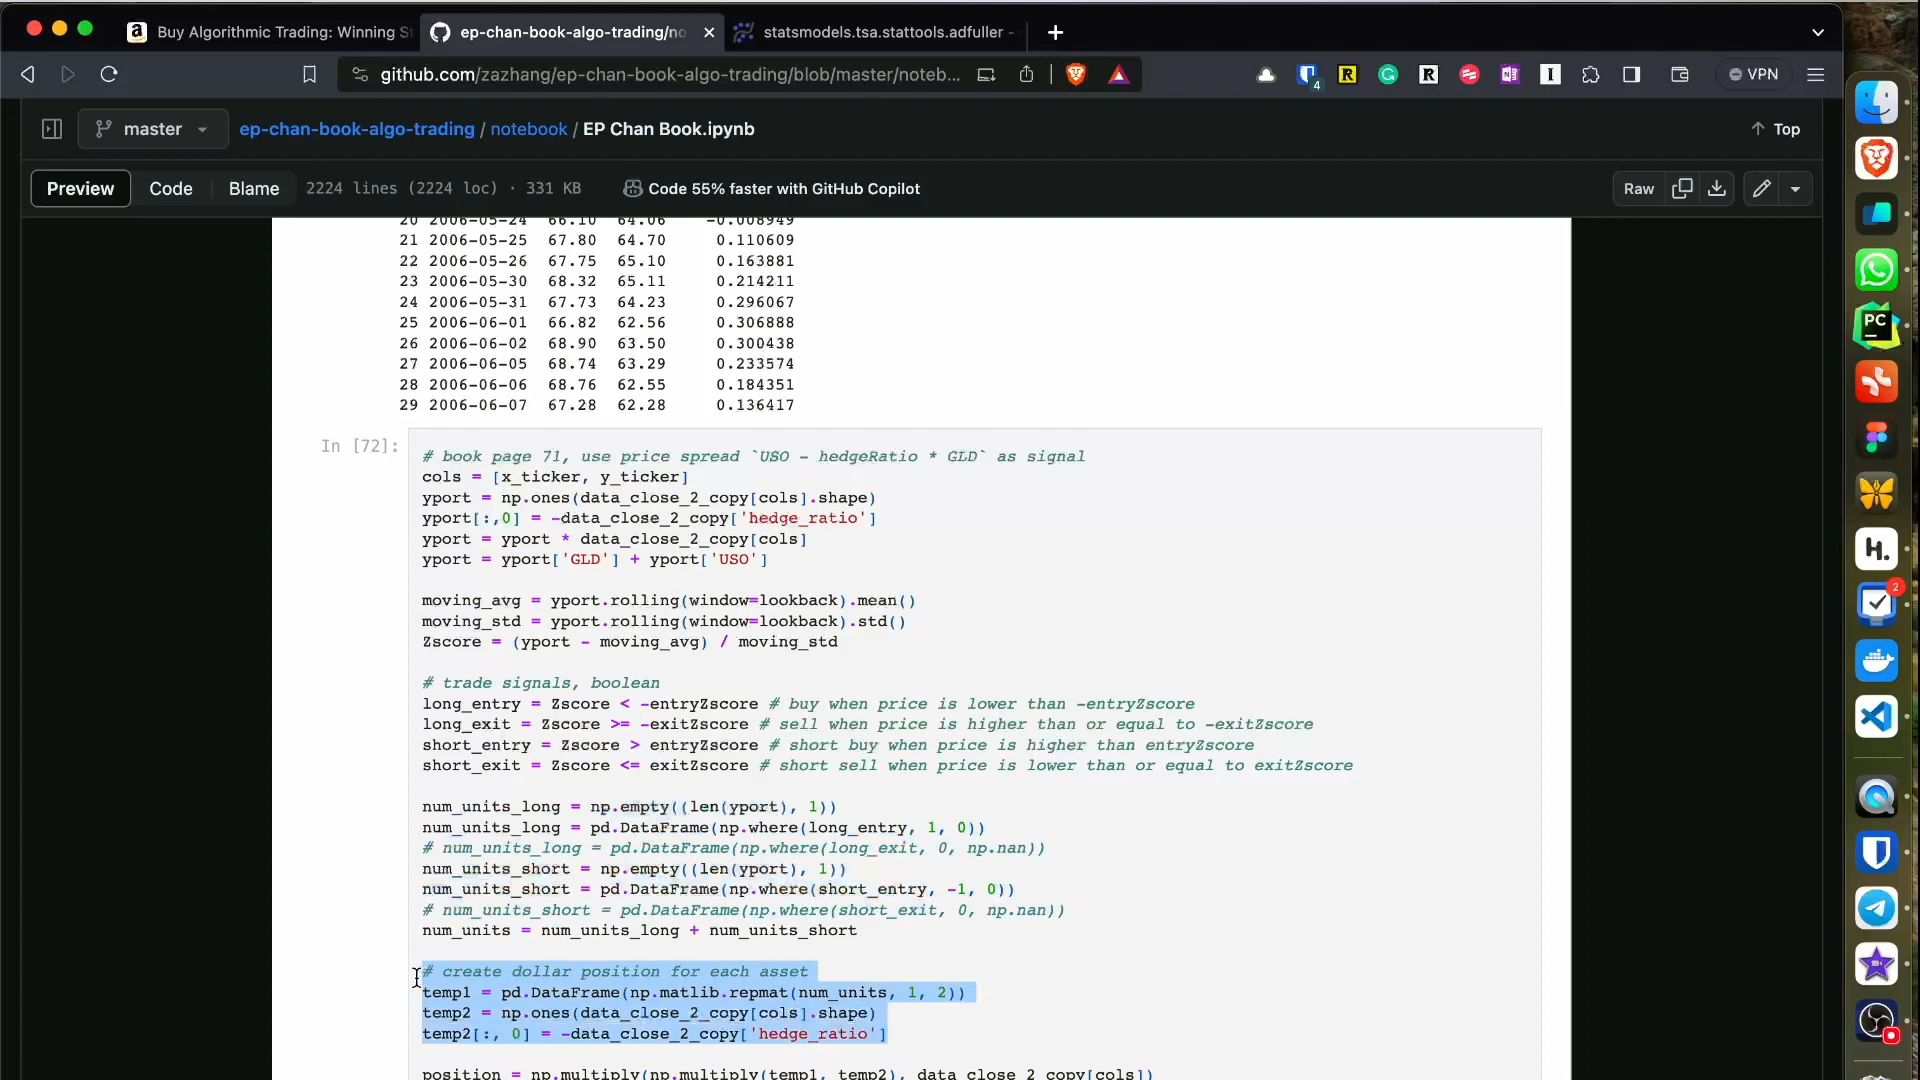 Buy Algorithmic Trading: Winning S
ep-chan-book-algo-trading/no
statsmodels.tsa.stattools.adfuller -
github.com/zazhang/ep-chan-book-algo-trading/blob/master/noteb...
4
VPN
master
ep-chan-book-algo-trading / notebook / EP Chan Book.ipynb
Top
Preview
Code
Blame
2224 lines (2224 loc) · 331 KB
Code 55% faster with GitHub Copilot
Raw
20 2006-05-24 66.10 64.06 -0.008949
21 2006-05-25 67.80 64.70 0.110609
22 2006-05-26 67.75 65.10 0.163881
23 2006-05-30 68.32 65.11 0.214211
24 2006-05-31 67.73 64.23 0.296067
25 2006-06-01 66.82 62.56 0.306888
26 2006-06-02 68.90 63.50 0.300438
27 2006-06-05 68.74 63.29 0.233574
28 2006-06-06 68.76 62.55 0.184351
29 2006-06-07 67.28 62.28 0.136417
In [72]:
# book page 71, use price spread `USO - hedgeRatio * GLD` as signal
cols = [x_ticker, y_ticker]
yport = np.ones(data_close_2_copy[cols].shape)
yport[:,0] = -data_close_2_copy['hedge_ratio']
yport = yport * data_close_2_copy[cols]
yport = yport['GLD'] + yport['USO']
moving_avg = yport.rolling(window=lookback).mean()
moving_std = yport.rolling(window=lookback).std()
Zscore = (yport - moving_avg) / moving_std
# trade signals, boolean
long_entry = Zscore < -entryZscore # buy when price is lower than -entryZscore
long_exit = Zscore >= -exitZscore # sell when price is higher than or equal to -exitZscore
short_entry = Zscore > entryZscore # short buy when price is higher than entryZscore
short_exit = Zscore <= exitZscore # short sell when price is lower than or equal to exitZscore
num_units_long = np.empty((len(yport), 1))
num_units_long = pd.DataFrame(np.where(long_entry, 1, 0))
# num_units_long = pd.DataFrame(np.where(long_exit, 0, np.nan))
num_units_short = np.empty((len(yport), 1))
num_units_short = pd.DataFrame(np.where(short_entry, -1, 0))
# num_units_short = pd.DataFrame(np.where(short_exit, 0, np.nan))
num_units = num_units_long + num_units_short
# create dollar position for each asset
temp1 = pd.DataFrame(np.matlib.repmat(num_units, 1, 2))
temp2 = np.ones(data_close_2_copy[cols].shape)
temp2[:, 0] = -data_close_2_copy['hedge_ratio']
position = np.multiply(np.multiply(temp1, temp2), data_close_2_copy[cols])
PC
H.
2